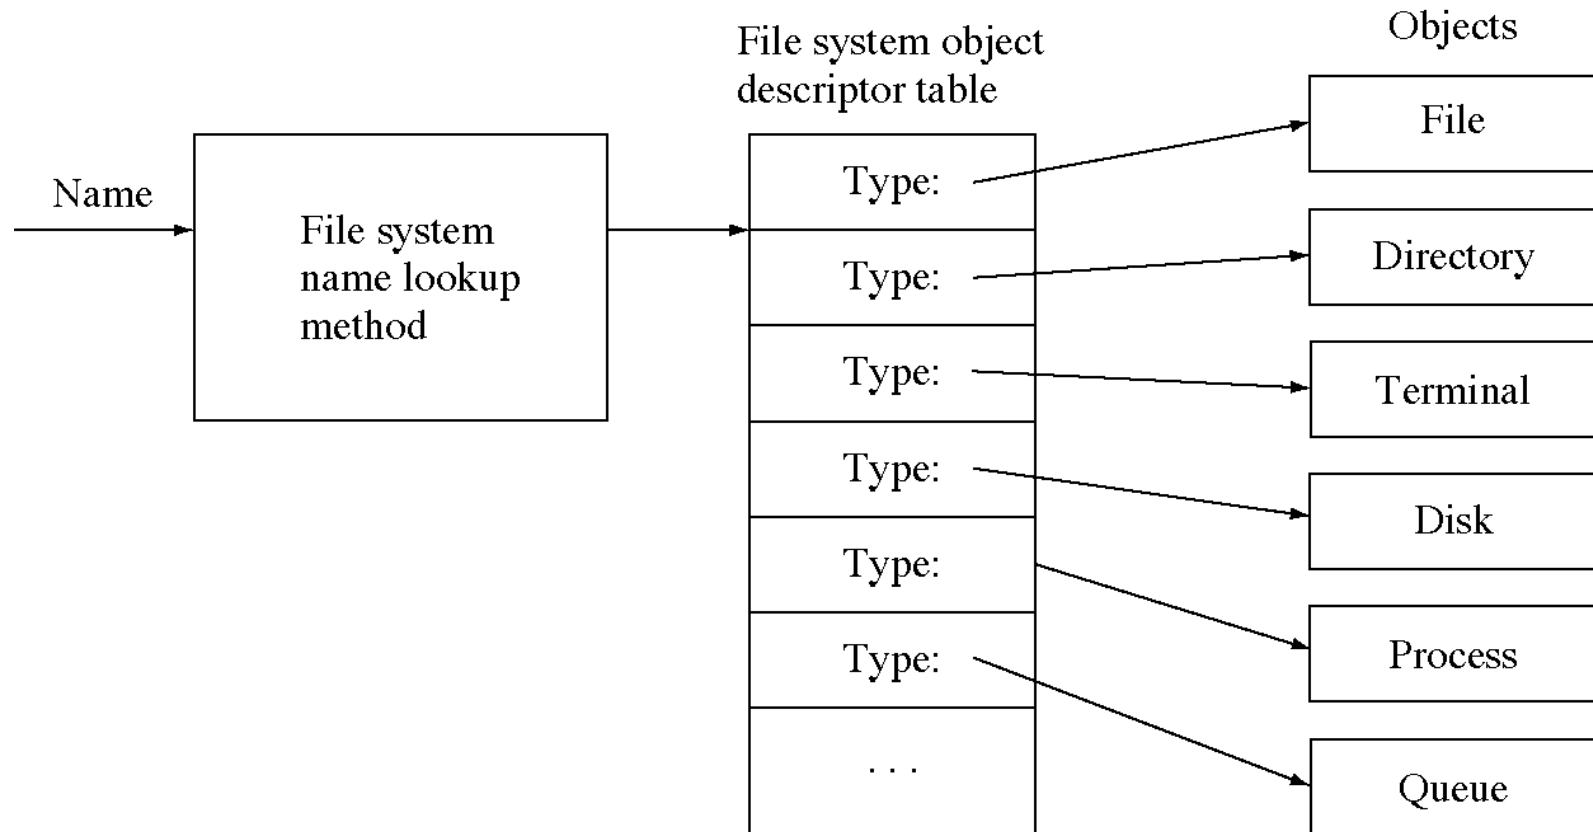 Name
File system
name lookup
method
File system object
descriptor table
Type:
Type:
Type:
Type:
Type:
Type:
. . .
Objects
File
Directory
Terminal
Disk
Process
Queue